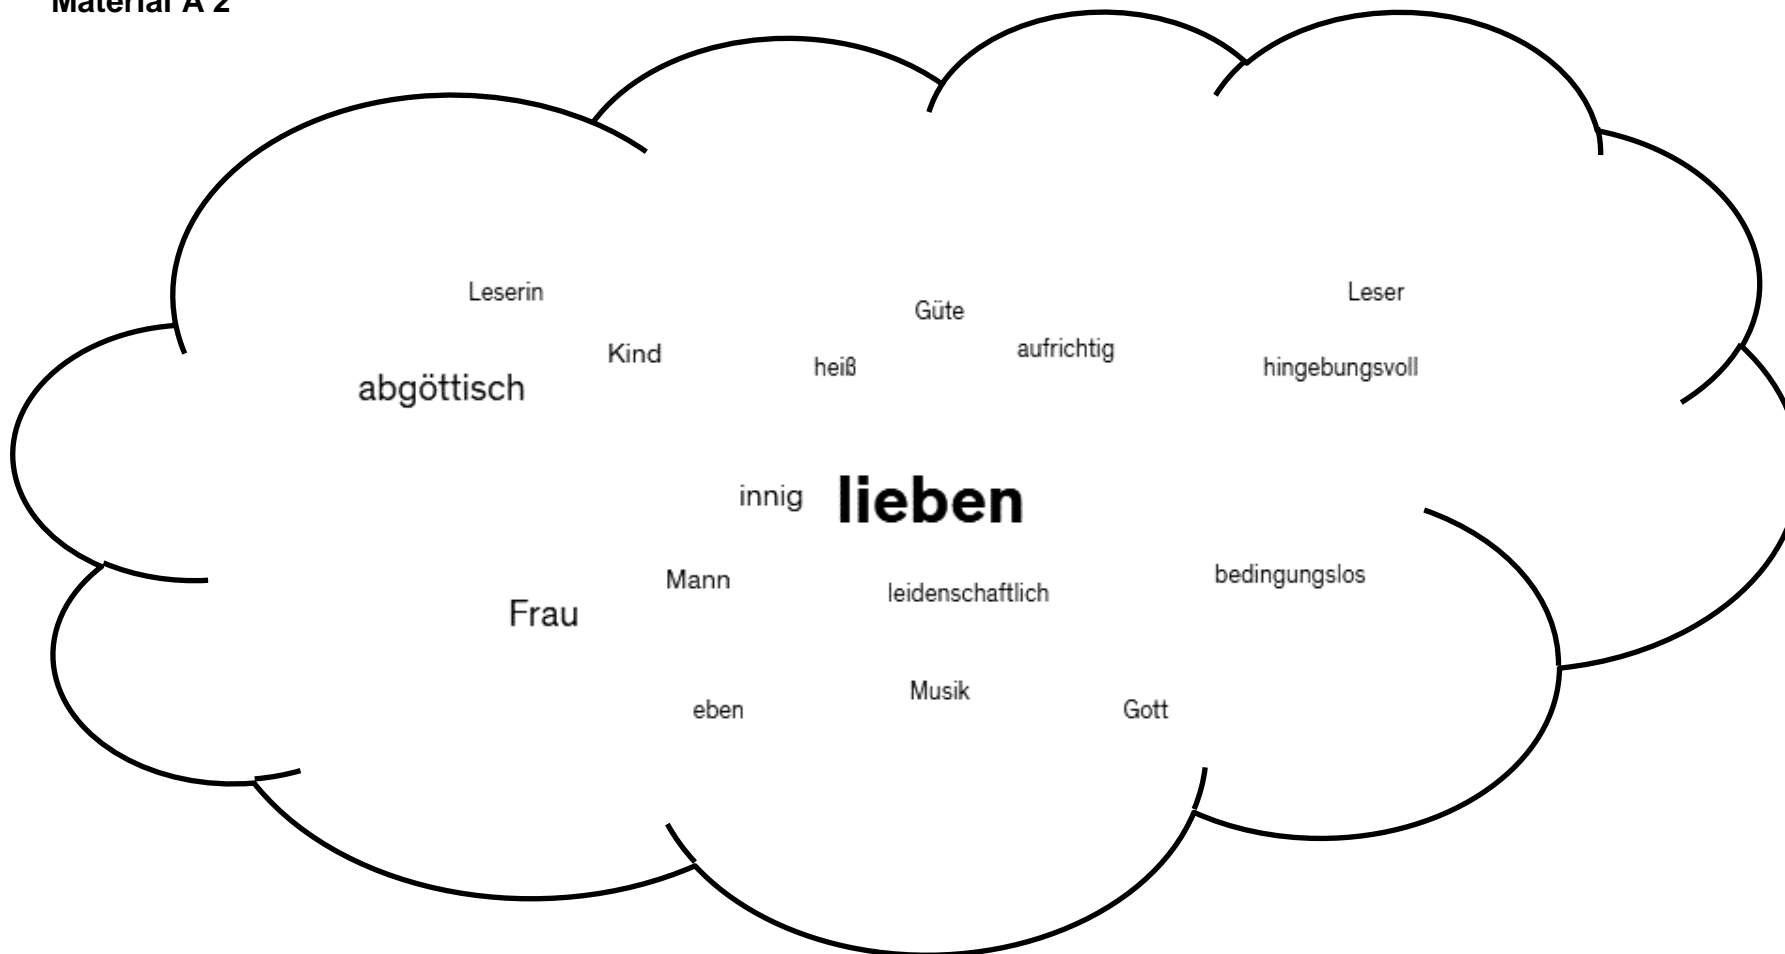 Material A 2
Leserin Leser
Güte
Kind aufrichtig
heiß hingebungsvoll
abgöttisch
innig lieben
Mann bedingungslos
leidenschaftlich
Frau
Musik
eben Gott